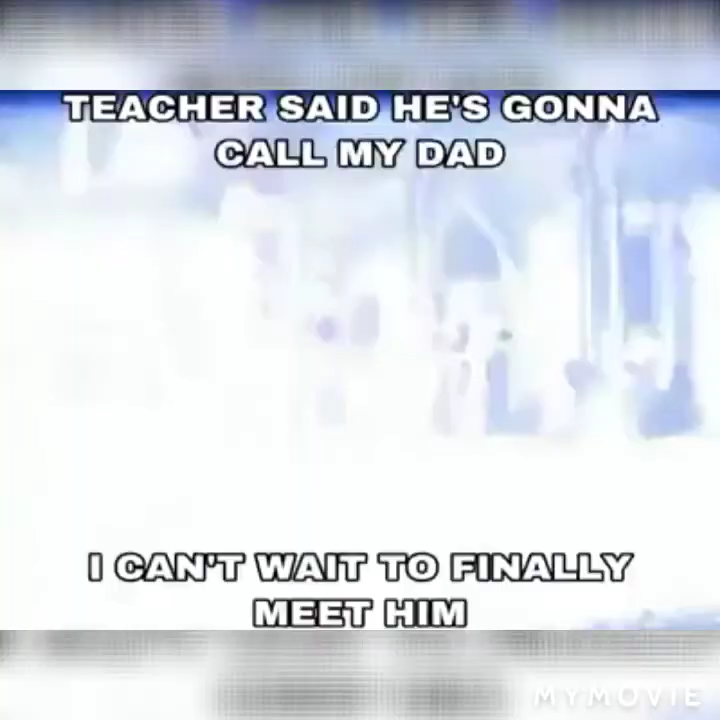 TEACHER SAID HE'S GONNA
CALL MY DAD
I CAN'T WAIT TO FINALLY
MEET HIM
MYMOVIE